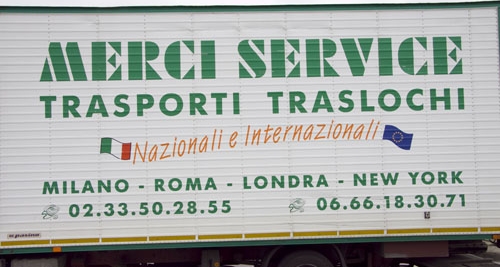 MERCI SERVICE
TRASPORTI TRASLOCHI
Nazionali e Internazionali
MILANO - ROMA - LONDRA - NEW YORK
02.33.50.28.55 06.66.18.30.71